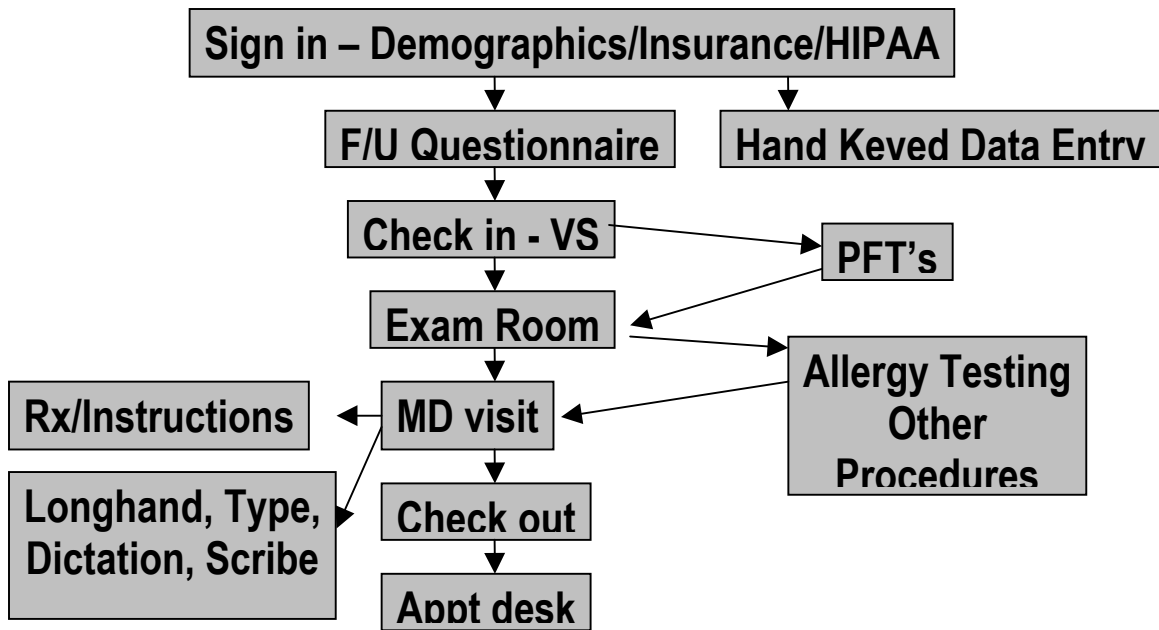 Sign in – Demographics/Insurance/HIPAA
F/U Questionnaire
Hand Keyed Data Entry
Check in - VS
PFT's
Exam Room
Allergy Testing
Other
Procedures
Rx/Instructions
MD visit
Longhand, Type,
Dictation, Scribe
Check out
Appt desk